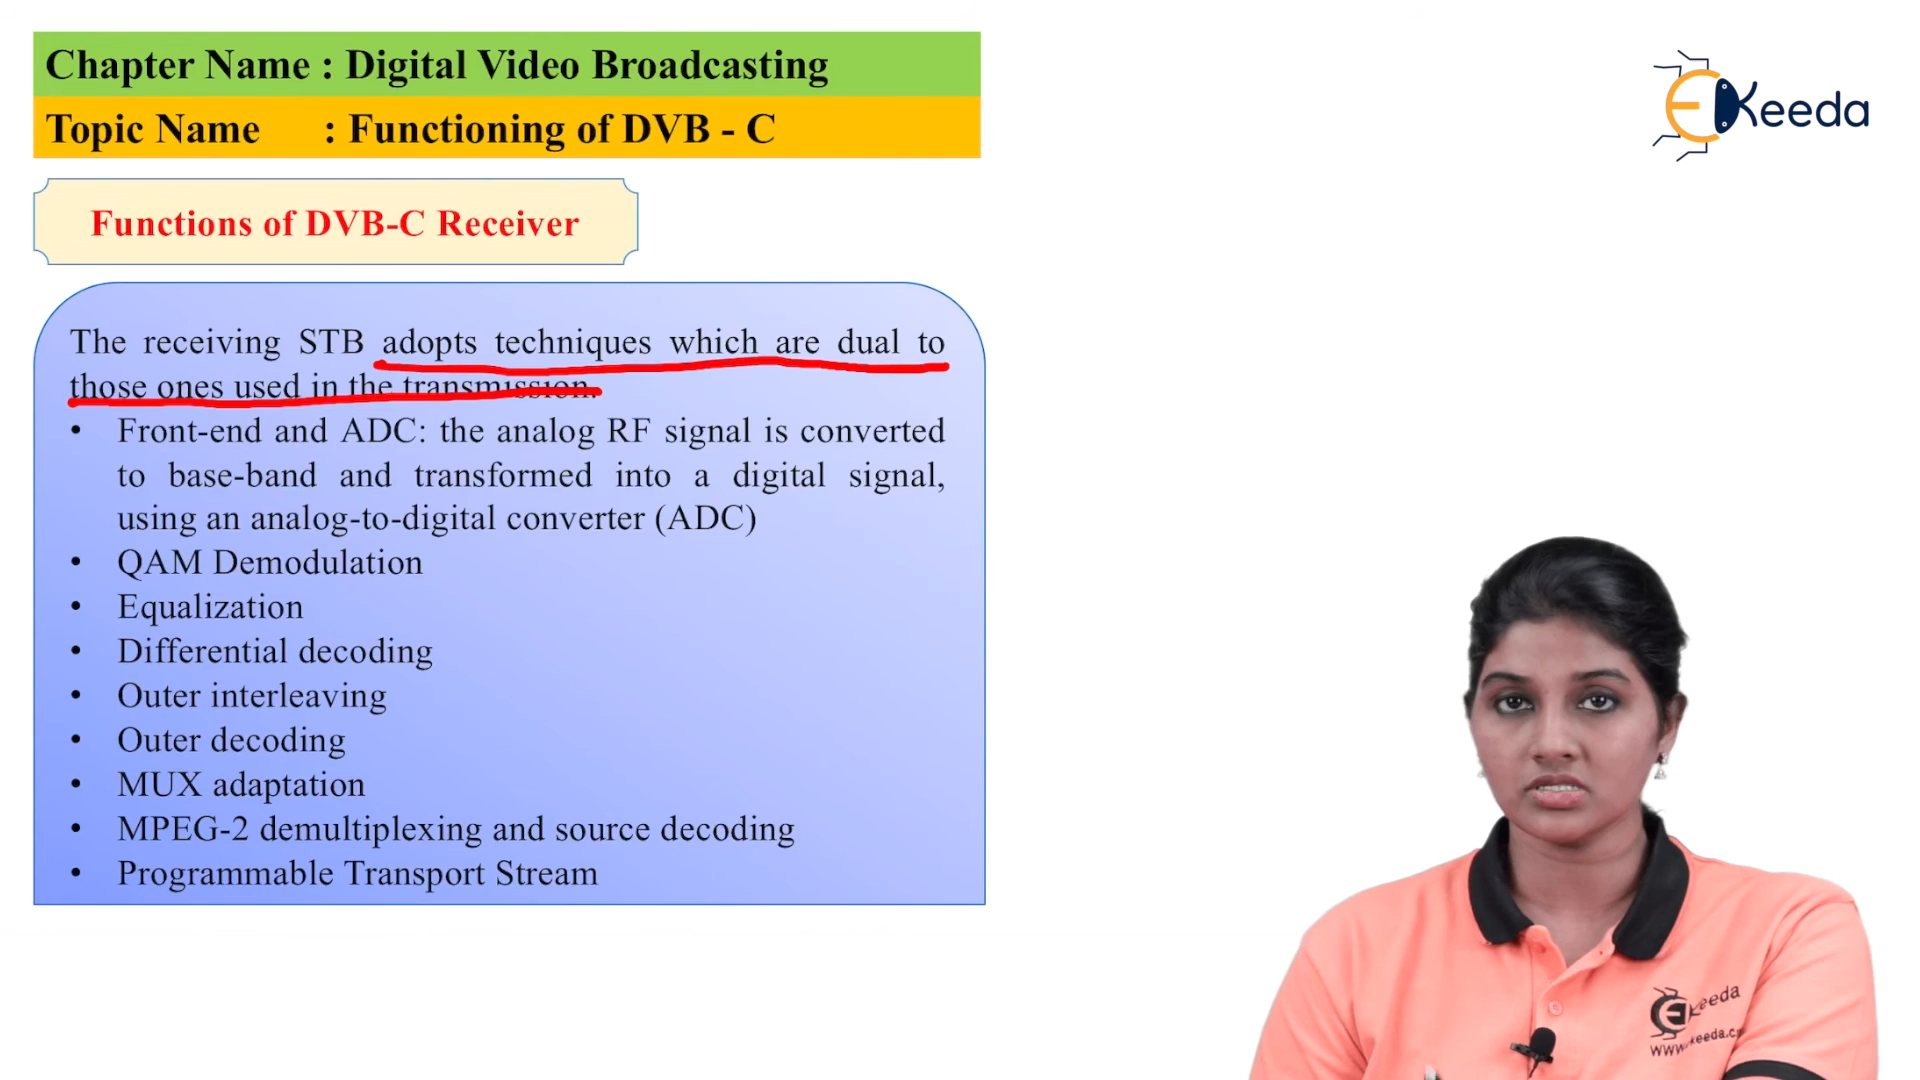 Chapter Name : Digital Video Broadcasting
Topic Name : Functioning of DVB - C
Keeda
Functions of DVB-C Receiver
The receiving STB adopts techniques which are dual to
those ones used in the transmission.
• Front-end and ADC: the analog RF signal is converted
to base-band and transformed into a digital signal,
using an analog-to-digital converter (ADC)
• QAM Demodulation
• Equalization
• Differential decoding
• Outer interleaving
• Outer decoding
• MUX adaptation
• MPEG-2 demultiplexing and source decoding
• Programmable Transport Stream
Keeda